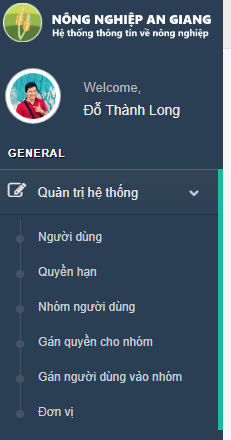 NÔNG NGHIỆP AN GIANG
Hệ thống thông tin về nông nghiệp
Welcome,
Đỗ Thành Long
GENERAL
Quản trị hệ thống
Người dùng
Quyền hạn
Nhóm người dùng
Gán quyền cho nhóm
Gán người dùng vào nhóm
Đơn vị